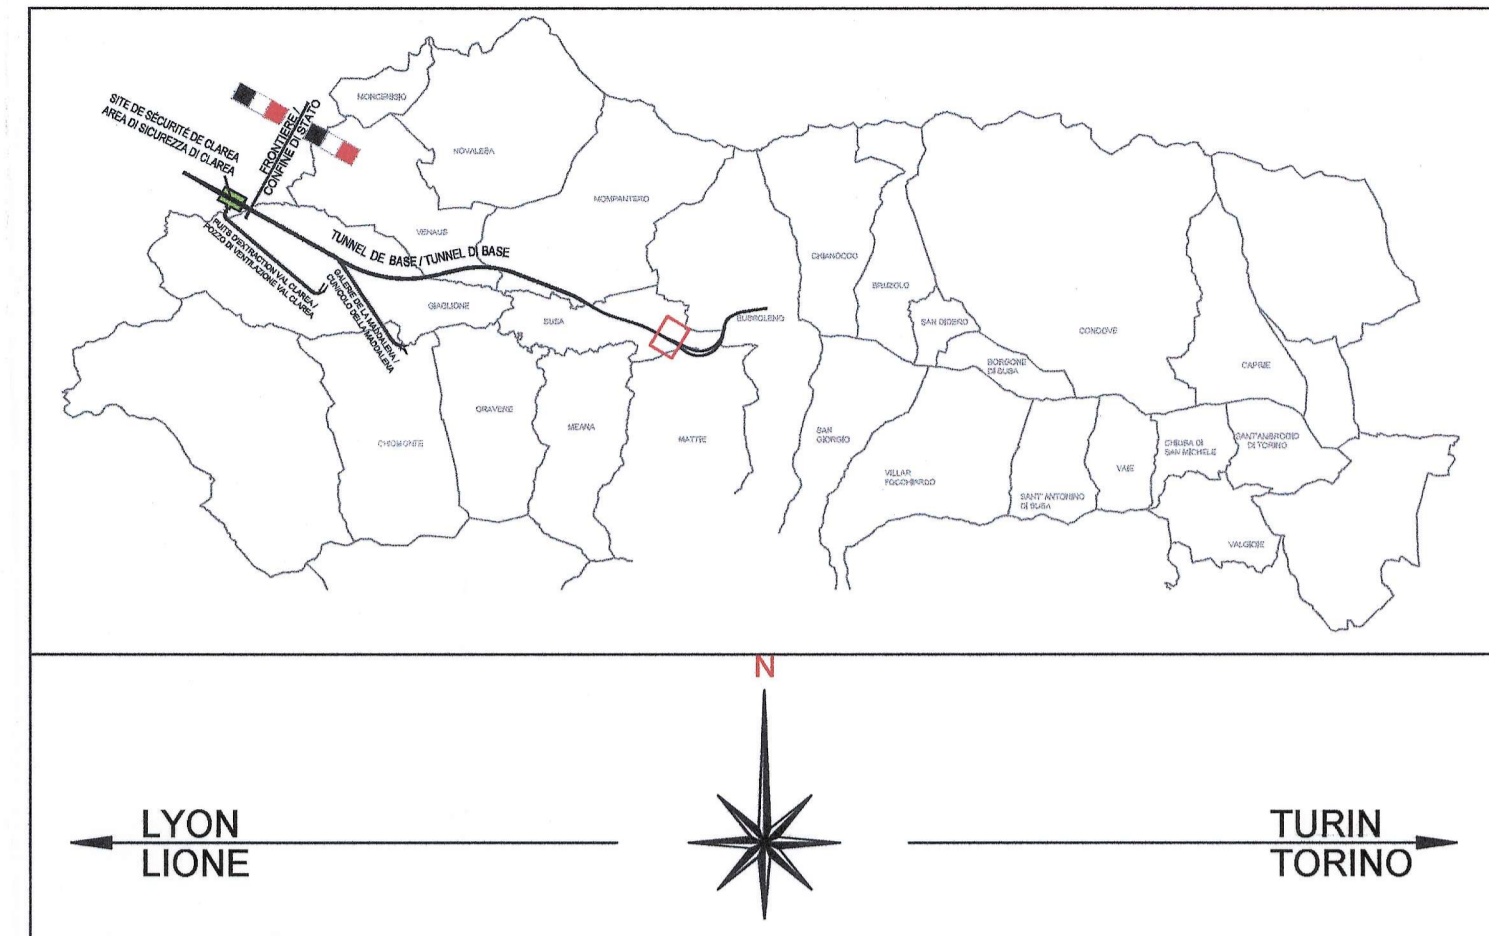 MONCENISIO
SITE DE SÉCURITÉ DE CLAREA
AREA DI SICUREZZA DI CLAREA
FRONTIERE /
CONFINE DI STATO
NOVALESA
MOMPANTERO
VENAUS
TUNNEL DE BASE / TUNNEL DI BASE
PUITS D'EXTRACTION VAL CLAREA /
POZZO DI VENTILAZIONE VAL CLAREA
GALERIE DE LA MADDALENA /
CUNICOLO DELLA MADDALENA
CHIANOCCO
BRUZOLO
GIAGLIONE
SUSA
BUSSOLENO
SAN DIDERO
CONDOVE
BORGONE
DI SUSA
CAPRIE
GRAVERE
MEANA
MATTIE
CHIOMONTE
SAN
GIORGIO
VILLAR
FOCCHIARDO
SANT' ANTONINO
DI SUSA
VAIE
CHIUSA DI
SAN MICHELE
SANT'AMBROGIO
DI TORINO
VALGIOIE
N
LYON
LIONE
TURIN
TORINO